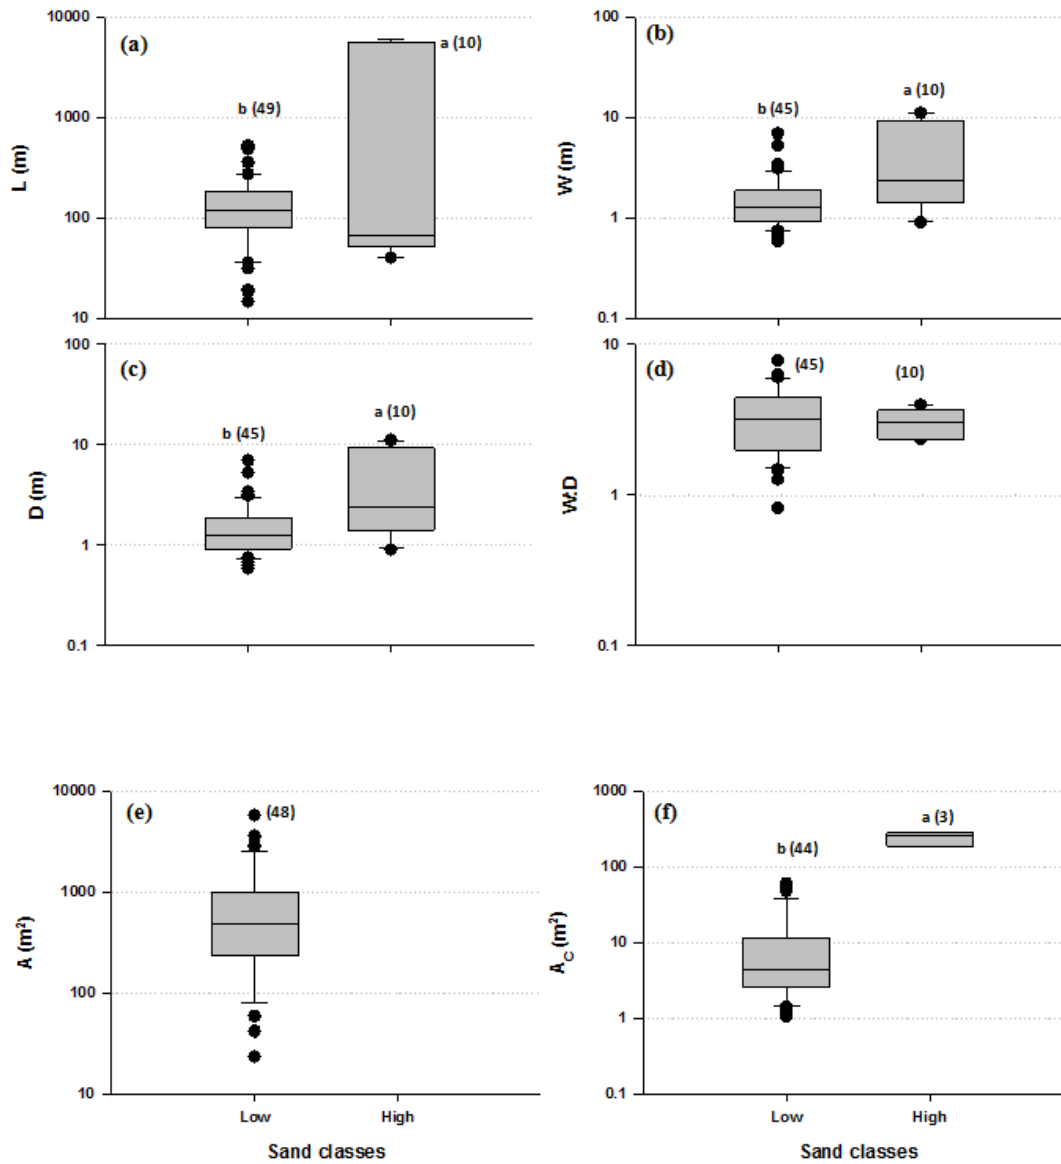 (a)
10000
1000
100
10
L (m)
b (49)
a (10)
(b)
100
10
1
0.1
W (m)
b (45)
a (10)
(c)
100
10
1
0.1
D (m)
b (45)
a (10)
(d)
10
1
0.1
W:D
(45)
(10)
(e)
10000
1000
100
10
A (m²)
(48)
Low
High
Sand classes
(f)
1000
100
10
1
0.1
A_C (m²)
b (44)
a (3)
Low
High
Sand classes